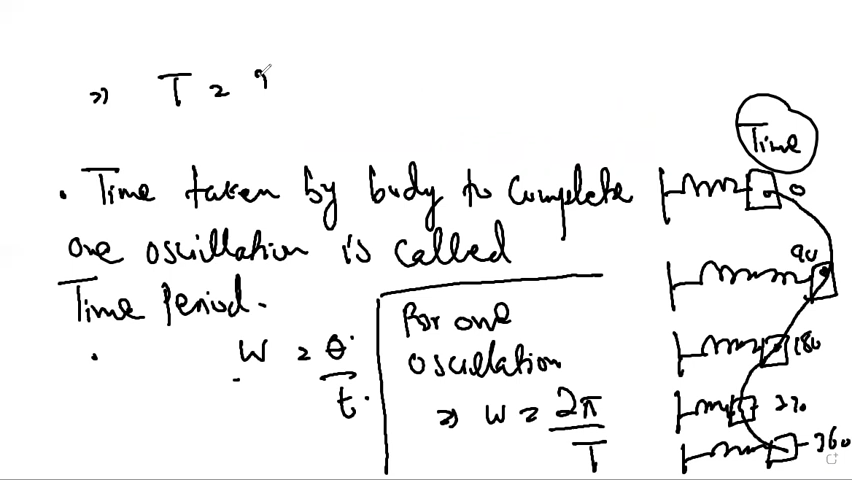 ⇒ T =
Time
. Time taken by body to complete
one oscillation is called
Time Period.
0
90
180
270
360
. W = θ / t.
For one
oscillation
⇒ W = 2π / T